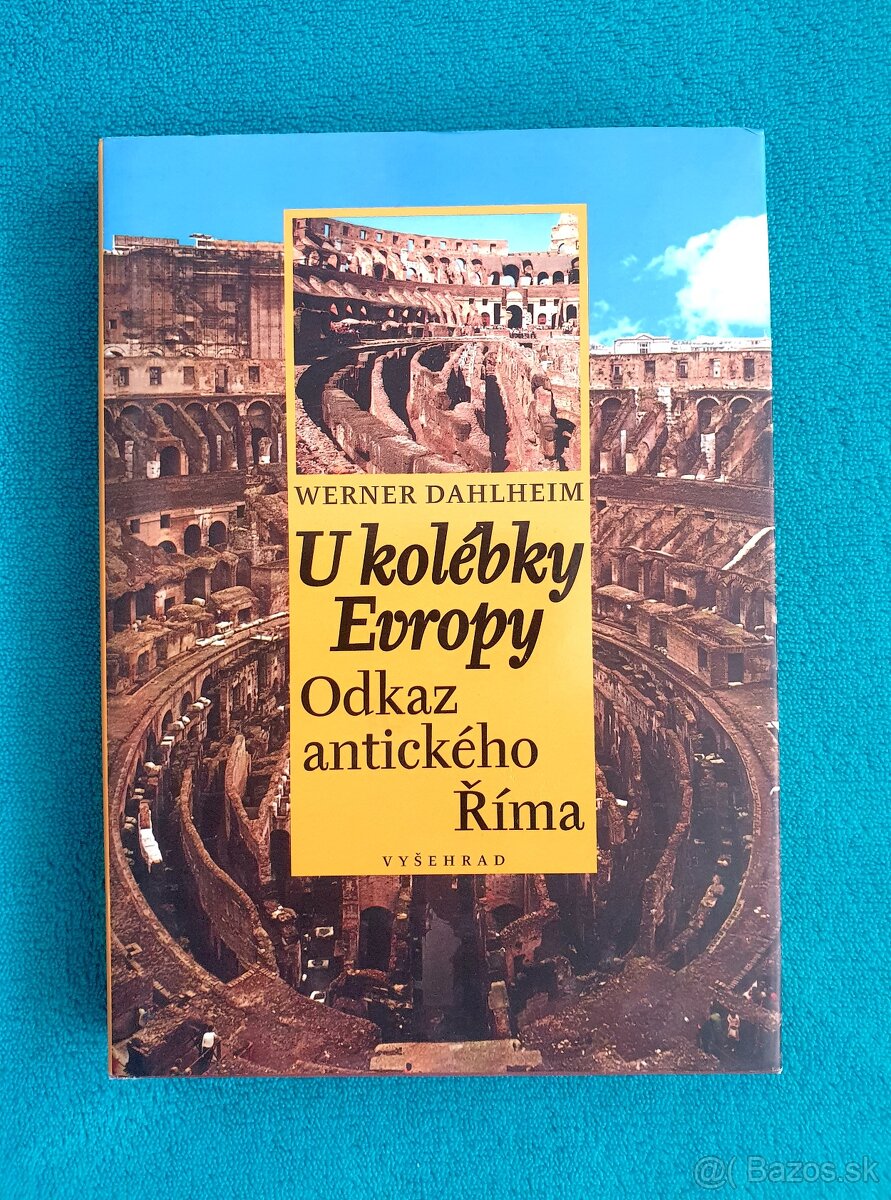 WERNER DAHLHEIM
U kolébky
Evropy
Odkaz
antického
Říma
VYŠEHRAD
@( Bazos.sk